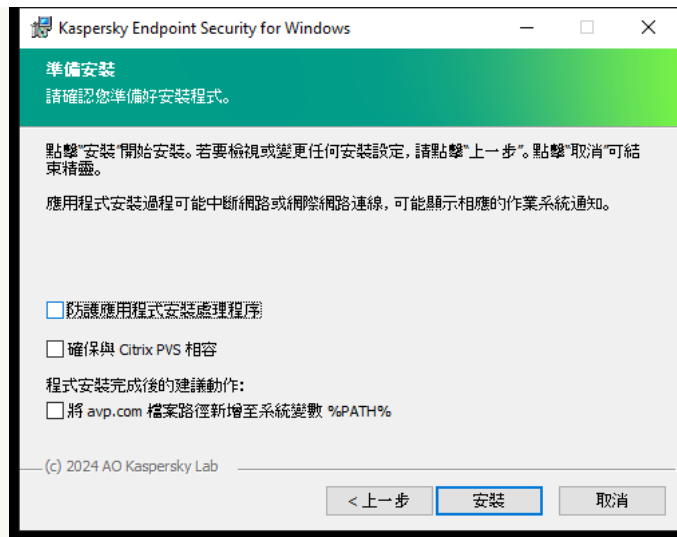 Kaspersky Endpoint Security for Windows
準備安裝
請確認您準備好安裝程式。
點擊"安裝"開始安裝。若要檢視或變更任何安裝設定，請點擊"上一步"。點擊"取消"可結
束精靈。
應用程式安裝過程可能中斷網路或網際網路連線，可能顯示相應的作業系統通知。
防護應用程式安裝處理程序
確保與 Citrix PVS 相容
程式安裝完成後的建議動作：
將 avp.com 檔案路徑新增至系統變數 %PATH%
(c) 2024 AO Kaspersky Lab
< 上一步 安裝 取消